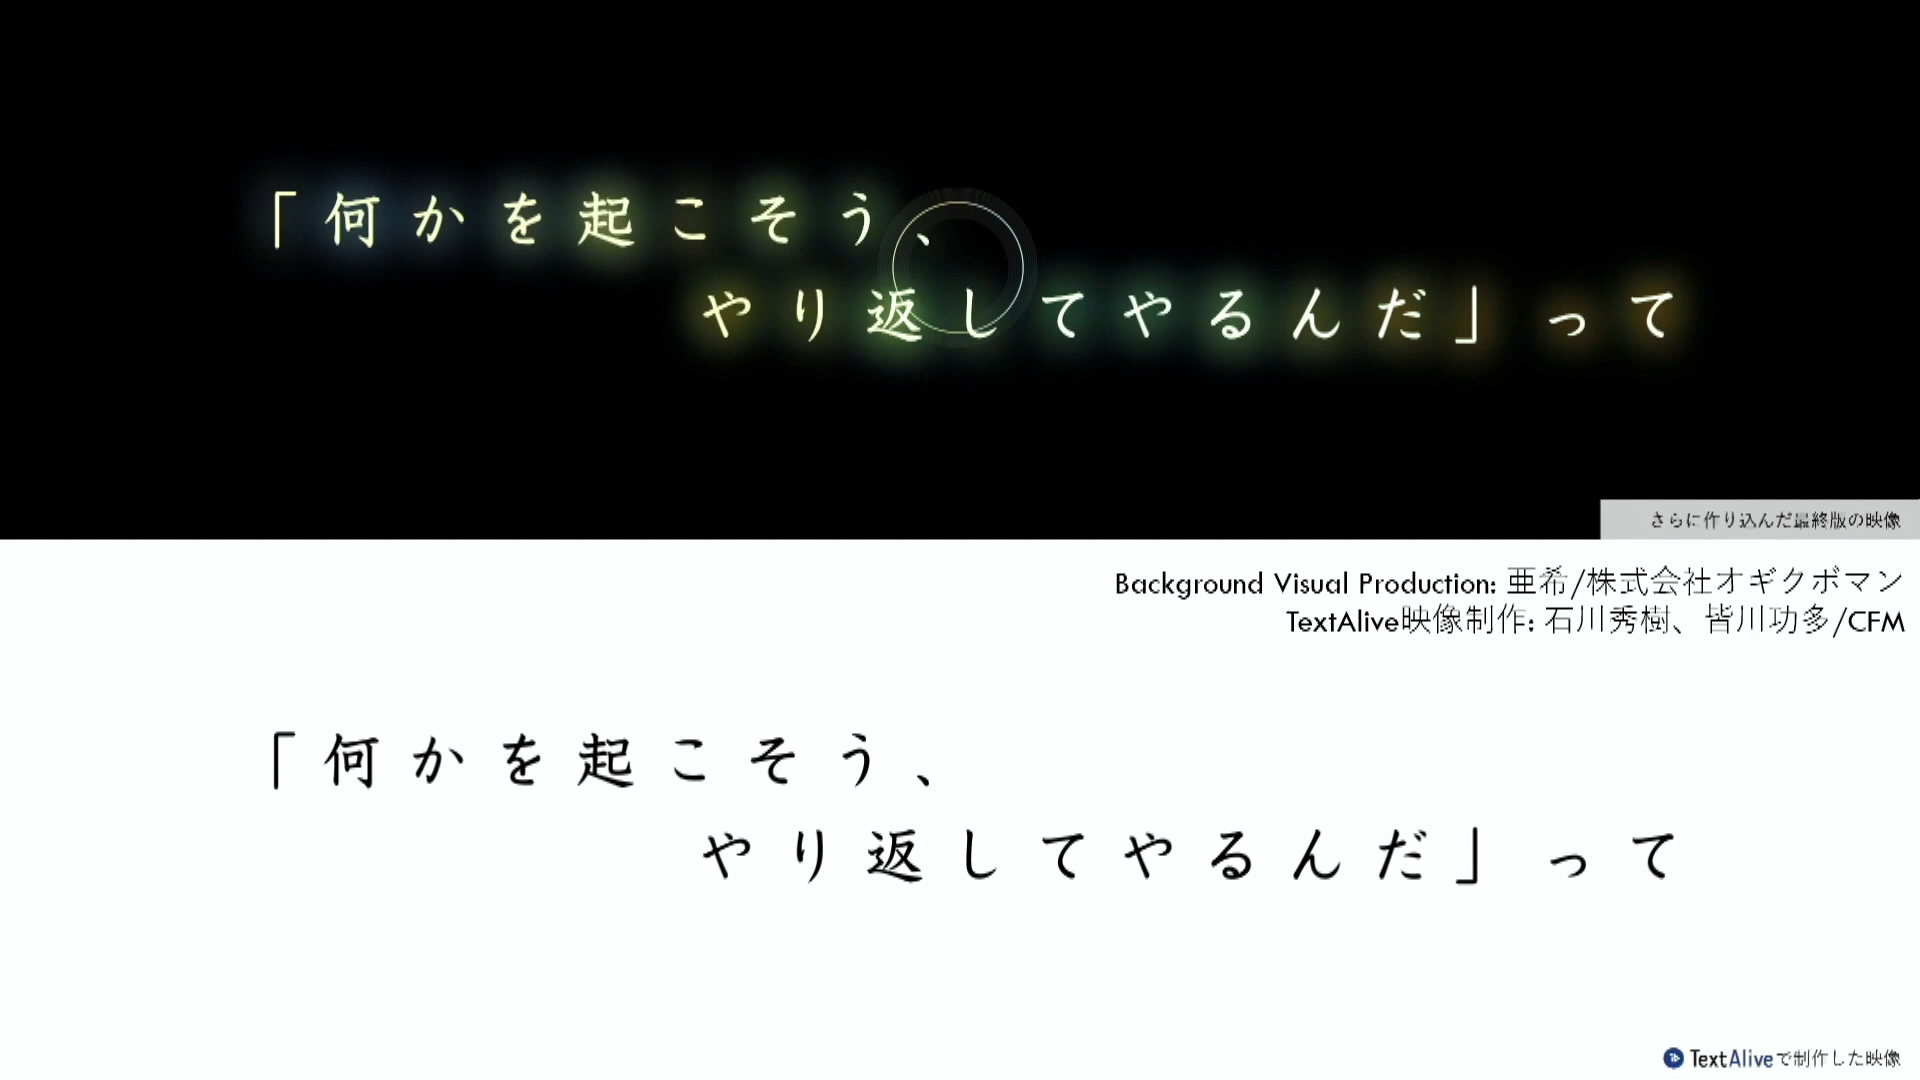 「何かを起こそう、
やり返してやるんだ」って
さらに作り込んだ最終版の映像
Background Visual Production: 亜希/株式会社オギクボマン
TextAlive映像制作: 石川秀樹、皆川功多/CFM
「何かを起こそう、
やり返してやるんだ」って
TextAliveで制作した映像